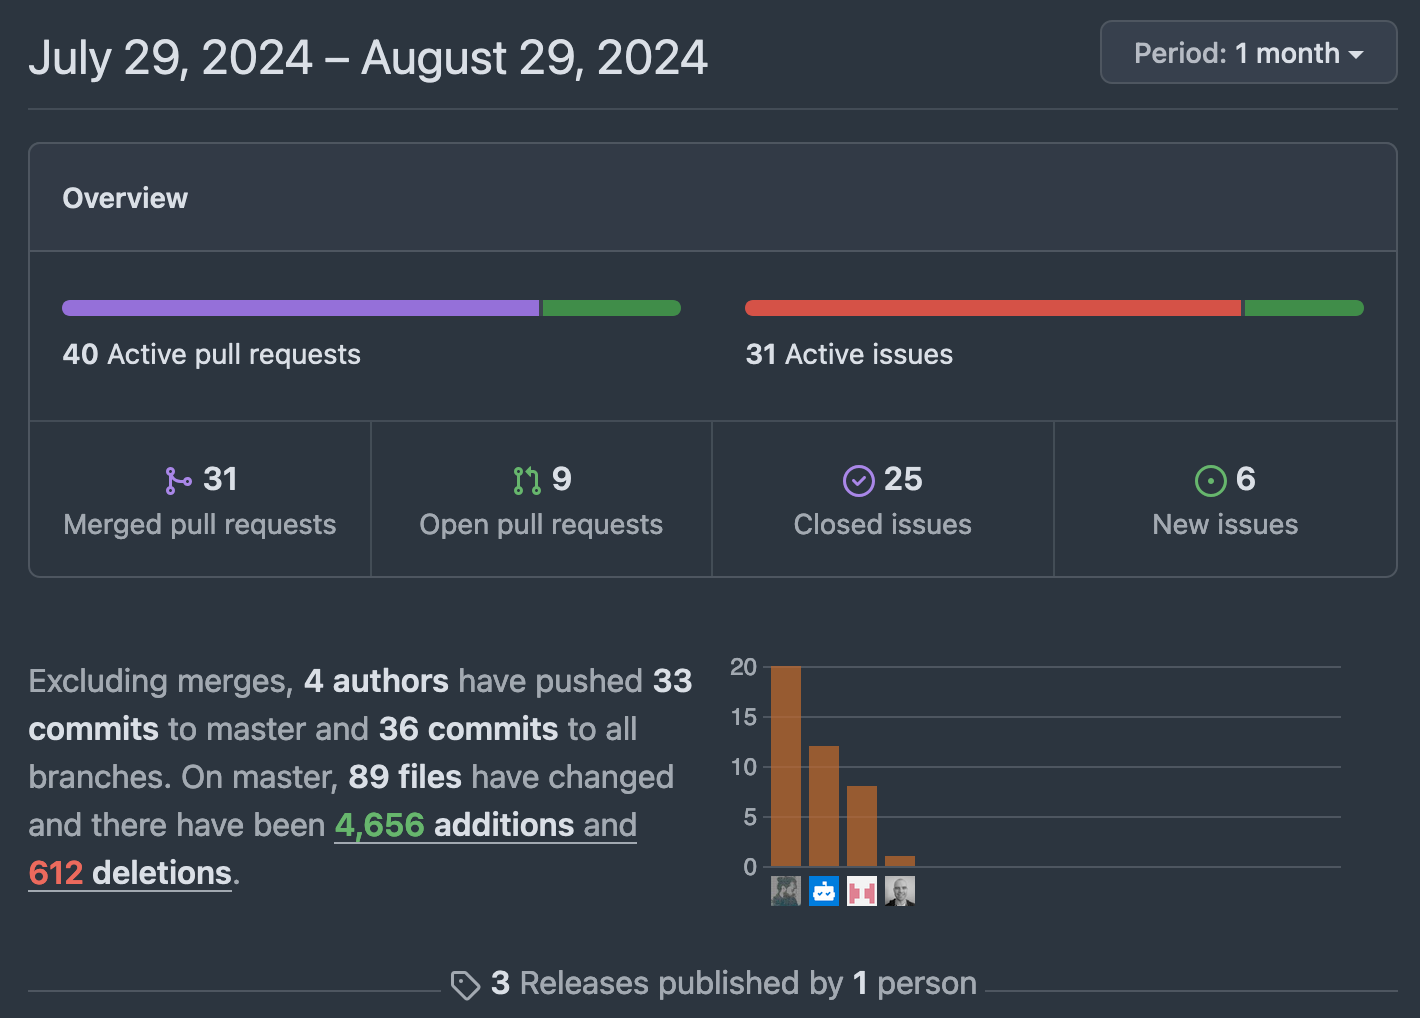 July 29, 2024 – August 29, 2024
Period: 1 month
Overview
40 Active pull requests
31 Active issues
31
Merged pull requests
9
Open pull requests
25
Closed issues
6
New issues
Excluding merges, 4 authors have pushed 33
commits to master and 36 commits to all
branches. On master, 89 files have changed
and there have been 4,656 additions and
612 deletions.
20
15
10
5
0
3 Releases published by 1 person